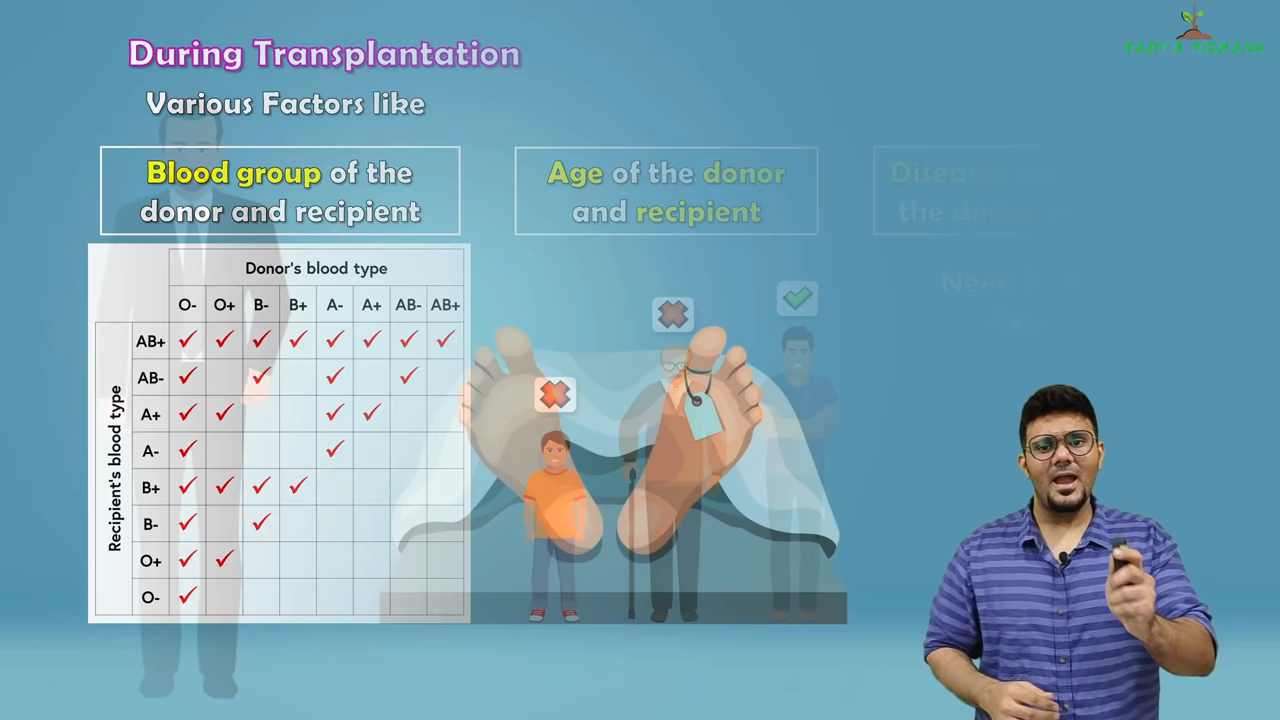 During Transplantation
Various Factors like
Blood group of the
donor and recipient
Age of the donor
and recipient
the
Donor's blood type
O- O+ B- B+ A- A+ AB- AB+
Recipient's blood type
AB+
AB-
A+
A-
B+
B-
O+
O-